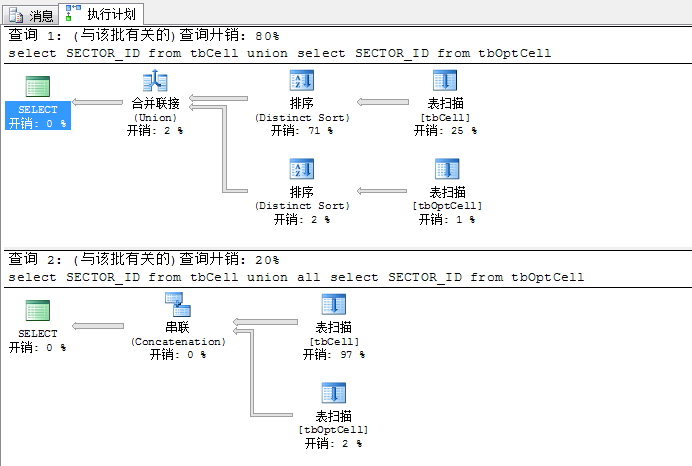 消息 执行计划
查询 1: (与该批有关的)查询开销: 80%
select SECTOR_ID from tbCell union select SECTOR_ID from tbOptCell
SELECT
开销: 0 %
合并联接
(Union)
开销: 2 %
排序
(Distinct Sort)
开销: 71 %
表扫描
[tbCell]
开销: 25 %
排序
(Distinct Sort)
开销: 2 %
表扫描
[tbOptCell]
开销: 1 %
查询 2: (与该批有关的)查询开销: 20%
select SECTOR_ID from tbCell union all select SECTOR_ID from tbOptCell
SELECT
开销: 0 %
串联
(Concatenation)
开销: 0 %
表扫描
[tbCell]
开销: 97 %
表扫描
[tbOptCell]
开销: 2 %